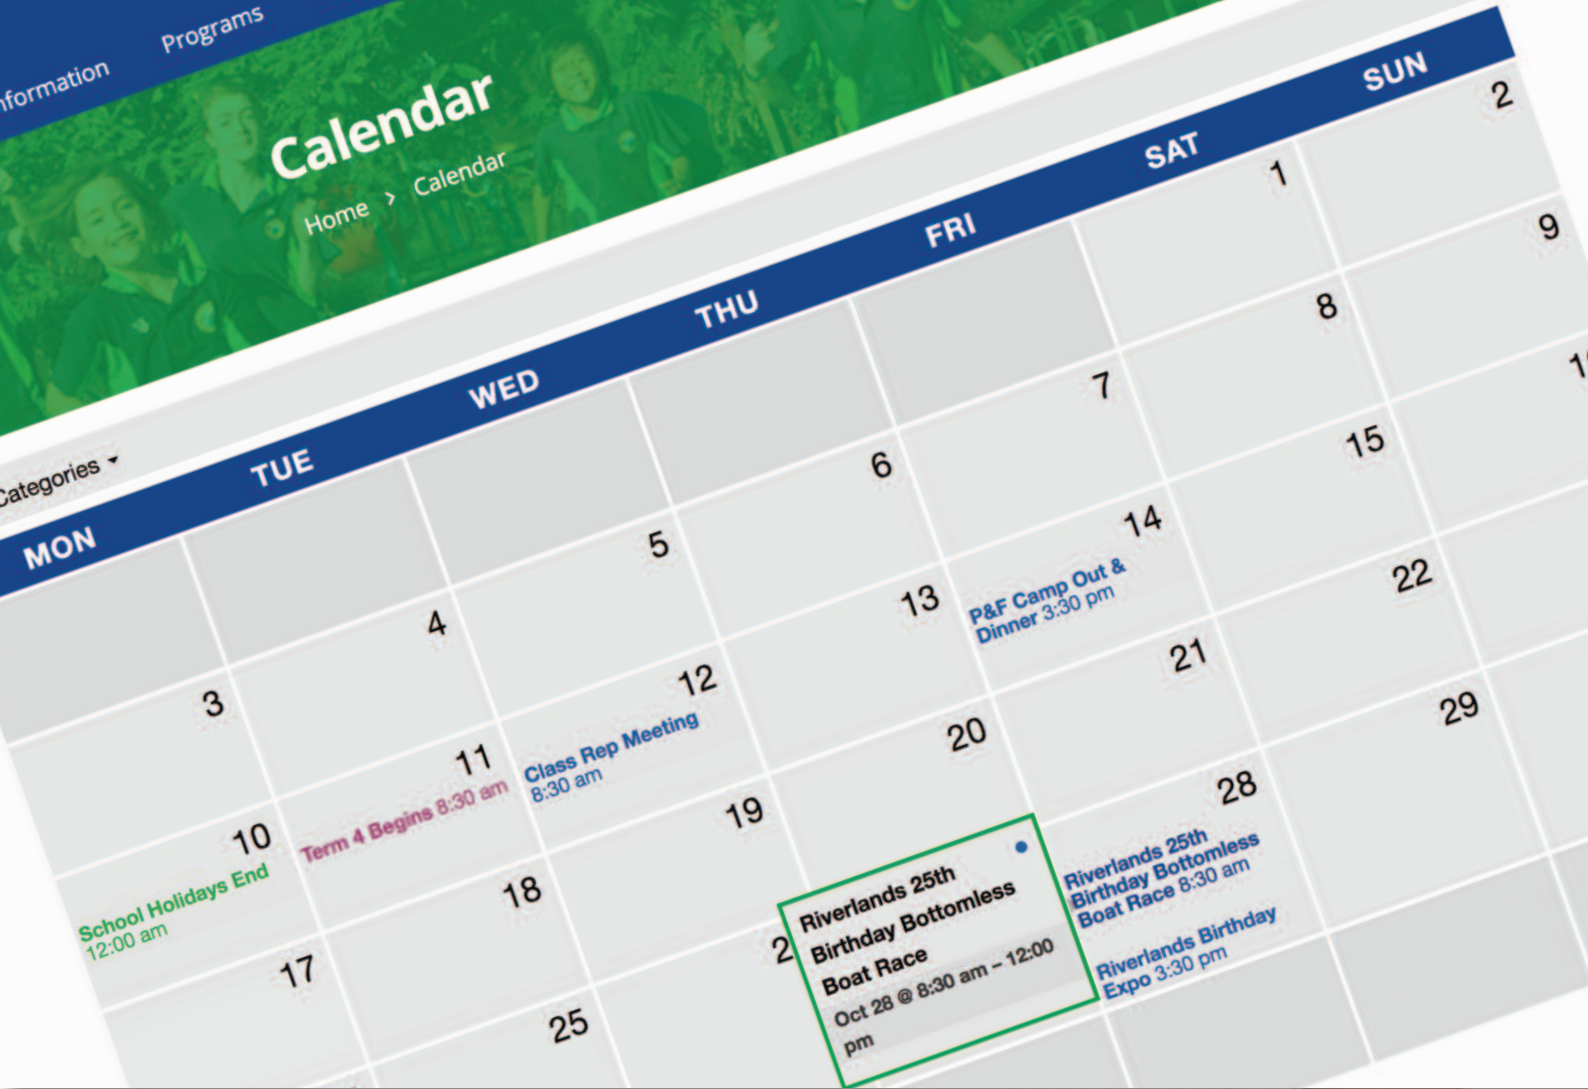 nformation
Programs
Calendar
Home > Calendar
Categories
MON
TUE
WED
THU
FRI
SAT
SUN
1
2
3
4
5
6
7
8
9
10
School Holidays End
12:00 am
11
Term 4 Begins 8:30 am
12
Class Rep Meeting
8:30 am
13
14
P&F Camp Out &
Dinner 3:30 pm
15
17
18
19
20
21
22
25
2
Riverlands 25th
Birthday Bottomless
Boat Race
Oct 28 @ 8:30 am – 12:00
pm
28
Riverlands 25th
Birthday Bottomless
Boat Race 8:30 am
Riverlands Birthday
Expo 3:30 pm
29